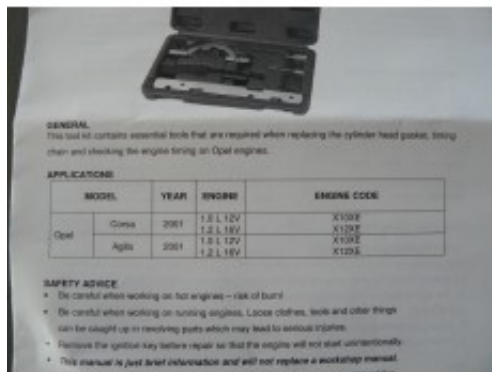 GENERAL
This tool kit contains essential tools that are required when replacing the cylinder head gasket, timing
chain and checking the engine timing on Opel engines.
APPLICATIONS
MODEL YEAR ENGINE ENGINE CODE
Opel Corsa 2001 1.0 L 12V X10XE
1.2 L 16V X12XE
Agila 2001 1.0 L 12V X10XE
1.2 L 16V X12XE
SAFETY ADVICE
• Be careful when working on hot engines – risk of burn!
• Be careful when working on running engines. Loose clothes, tools and other things
can be caught up in revolving parts which may lead to serious injuries.
• Remove the ignition key before repair so that the engine will not start unintentionally.
• This manual is just brief information and will not replace a workshop manual.